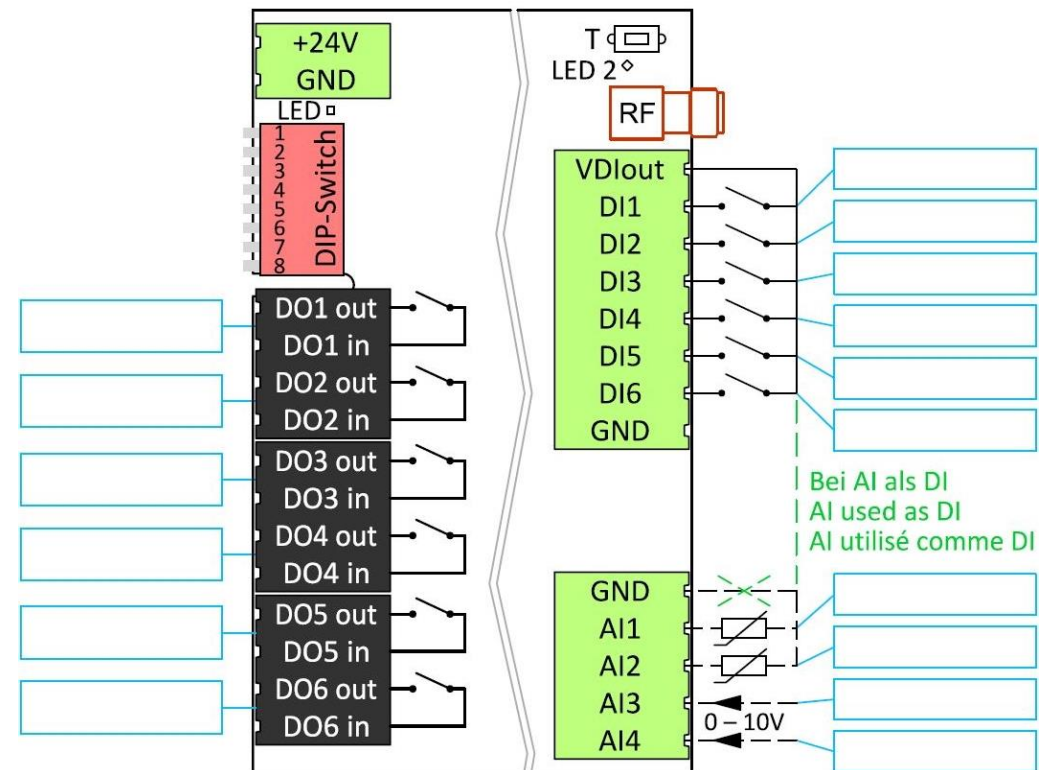 +24V
GND
LED
1
2
3
4
5
6
7
8
DIP-Switch
DO1 out
DO1 in
DO2 out
DO2 in
DO3 out
DO3 in
DO4 out
DO4 in
DO5 out
DO5 in
DO6 out
DO6 in
T
LED 2
RF
VDIout
DI1
DI2
DI3
DI4
DI5
DI6
GND
Bei AI als DI
AI used as DI
AI utilisé comme DI
GND
AI1
AI2
AI3
0 – 10V
AI4